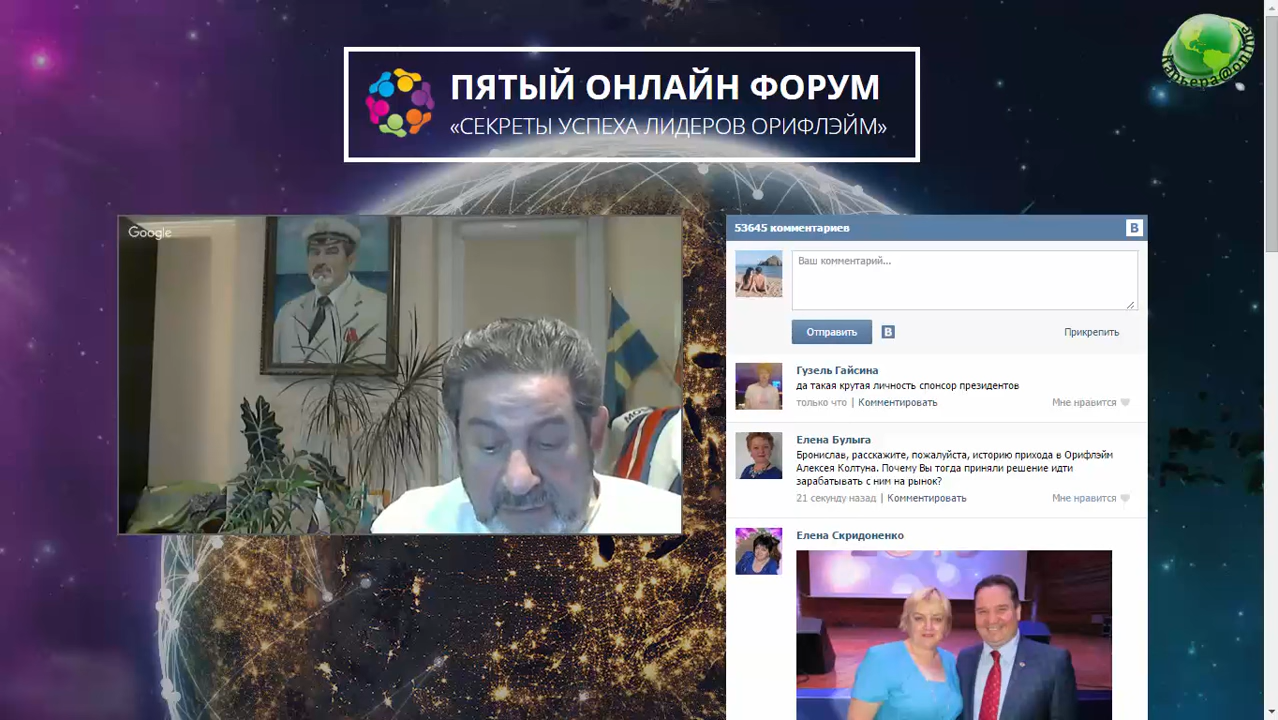 карьера@online
ПЯТЫЙ ОНЛАЙН ФОРУМ
«СЕКРЕТЫ УСПЕХА ЛИДЕРОВ ОРИФЛЭЙМ»
Google
53645 комментариев
B
Ваш комментарий...
Отправить
B
Прикрепить
Гузель Гайсина
да такая крутая личность спонсор президентов
только что | Комментировать
Мне нравится
Елена Булыга
Бронислав, расскажите, пожалуйста, историю прихода в Орифлэйм
Алексея Колтуна. Почему Вы тогда приняли решение идти
зарабатывать с ним на рынок?
21 секунду назад | Комментировать
Мне нравится
Елена Скридоненко